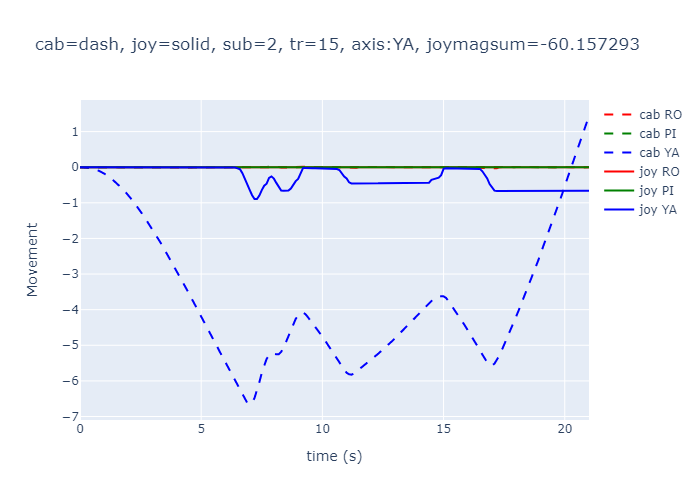 cab=dash, joy=solid, sub=2, tr=15, axis:YA, joymagsum=-60.157293
cab RO
cab PI
cab YA
joy RO
joy PI
joy YA
1
0
−1
−2
−3
−4
−5
−6
−7
Movement
0 5 10 15 20
time (s)